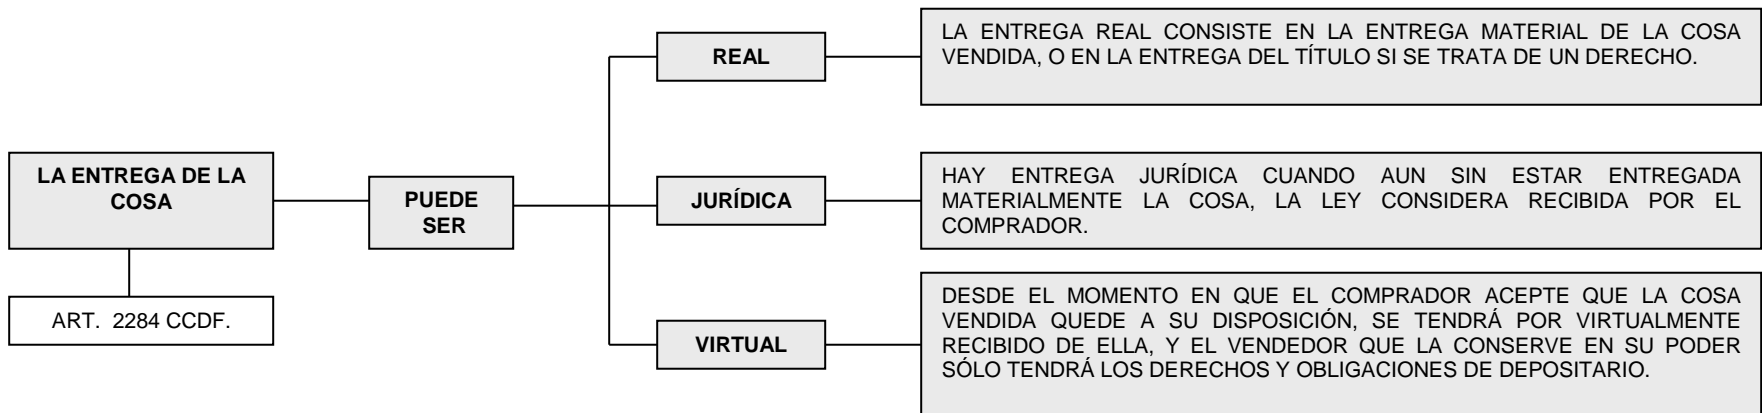 LA ENTREGA DE LA
COSA
ART. 2284 CCDF.
PUEDE
SER
REAL
LA ENTREGA REAL CONSISTE EN LA ENTREGA MATERIAL DE LA COSA
VENDIDA, O EN LA ENTREGA DEL TÍTULO SI SE TRATA DE UN DERECHO.
JURÍDICA
HAY ENTREGA JURÍDICA CUANDO AUN SIN ESTAR ENTREGADA
MATERIALMENTE LA COSA, LA LEY CONSIDERA RECIBIDA POR EL
COMPRADOR.
VIRTUAL
DESDE EL MOMENTO EN QUE EL COMPRADOR ACEPTE QUE LA COSA
VENDIDA QUEDE A SU DISPOSICIÓN, SE TENDRÁ POR VIRTUALMENTE
RECIBIDO DE ELLA, Y EL VENDEDOR QUE LA CONSERVE EN SU PODER
SÓLO TENDRÁ LOS DERECHOS Y OBLIGACIONES DE DEPOSITARIO.